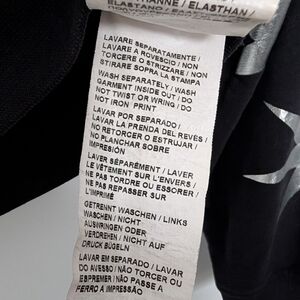 ELASTANNE / ELASTHAN /
ELASTANO / ELASTAN
LAVARE SEPARATAMENTE /
LAVARE A ROVESCIO / NON
TORCERE O STRIZZARE / NON
STIRARE SOPRA LA STAMPA
WASH SEPARATELY / WASH
GARMENT INSIDE OUT / DO
NOT TWIST OR WRING / DO
NOT IRON PRINT
LAVAR POR SEPARADO /
LAVAR LA PRENDA DEL REVÉS /
NO RETORCER O ESTRUJAR /
NO PLANCHAR SOBRE
IMPRESIÓN
LAVER SÉPARÉMENT / LAVER
LE VÊTEMENT SUR L'ENVERS /
NE PAS TORDRE OU ESSORER /
NE PAS REPASSER SUR
L'IMPRIMÉ
GETRENNT WASCHEN / LINKS
WASCHEN / NICHT
AUSWRINGEN ODER
VERDREHEN / NICHT AUF
DRUCK BÜGELN
LAVAR EM SEPARADO / LAVAR
DO AVESSO / NÃO TORCER OU
ESPREMER / NÃO PASSAR A
FERRO A IMPRESSÃO